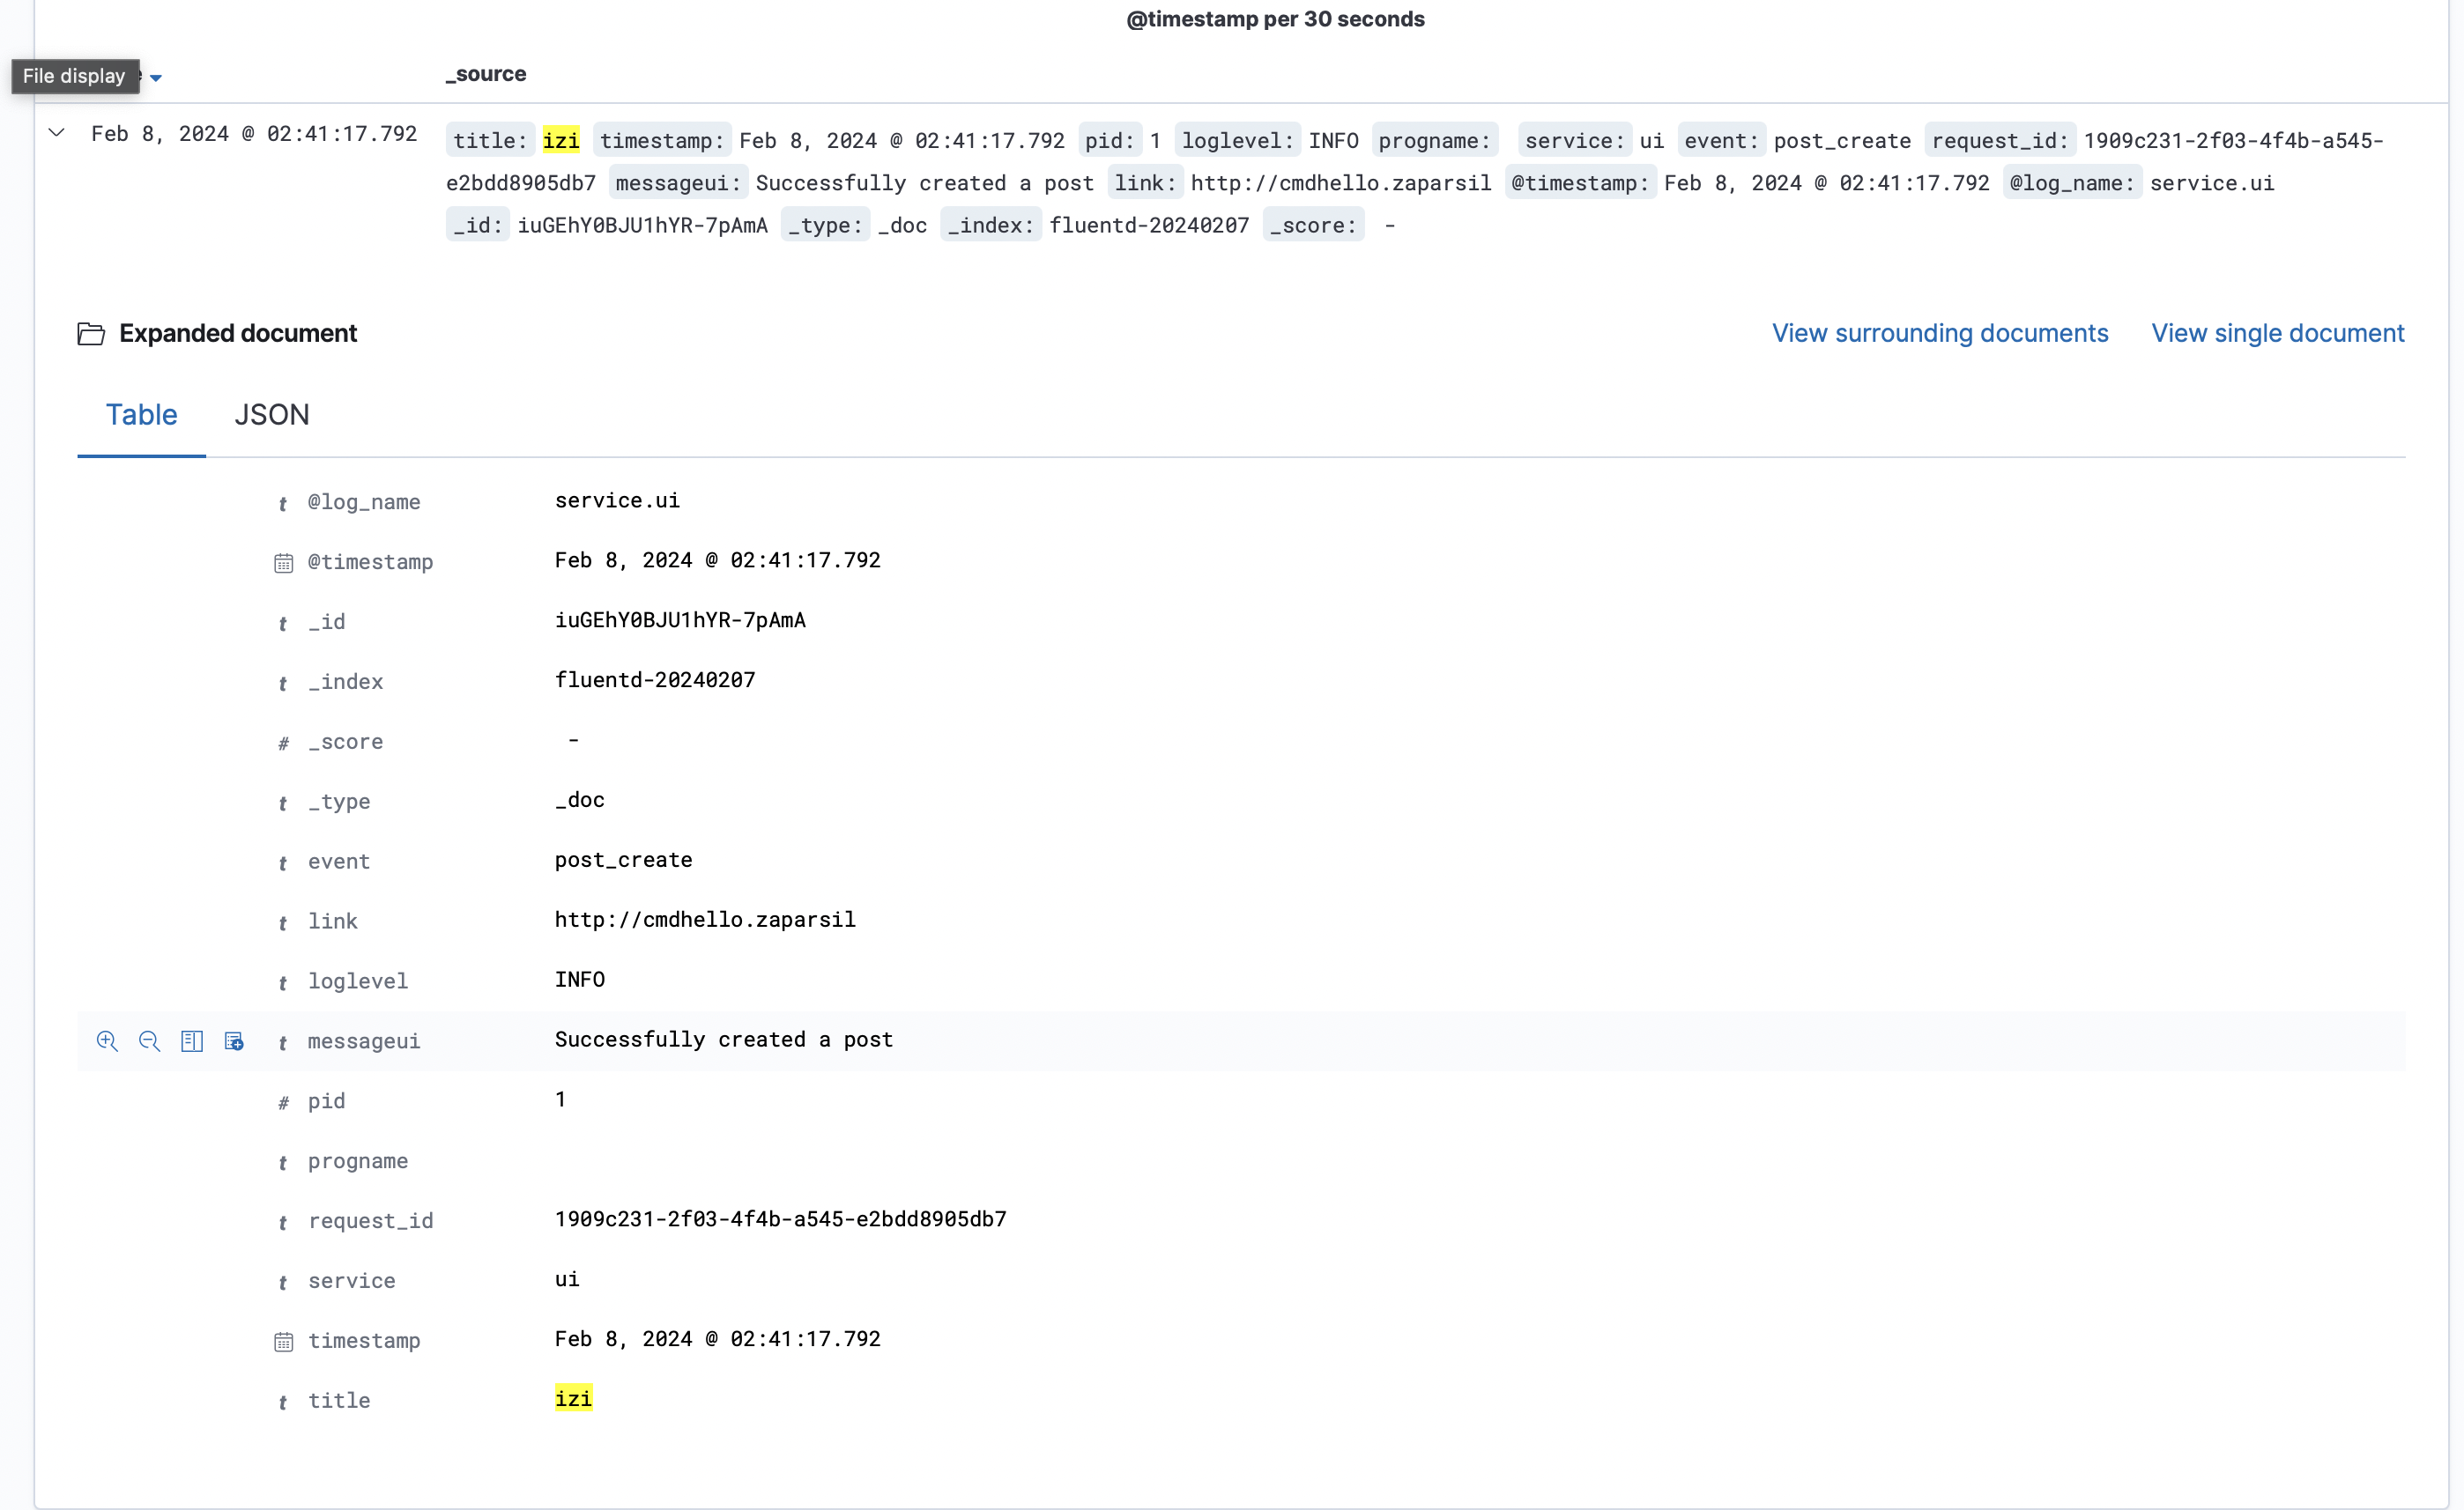 @timestamp per 30 seconds
File display
_source
Feb 8, 2024 @ 02:41:17.792
title: izi timestamp: Feb 8, 2024 @ 02:41:17.792 pid: 1 loglevel: INFO progname: service: ui event: post_create request_id: 1909c231-2f03-4f4b-a545-
e2bdd8905db7 messageui: Successfully created a post link: http://cmdhello.zaparsil @timestamp: Feb 8, 2024 @ 02:41:17.792 @log_name: service.ui
_id: iuGEhY0BJU1hYR-7pAmA _type: _doc _index: fluentd-20240207 _score: -
Expanded document View surrounding documents View single document
Table JSON
t @log_name service.ui
@timestamp Feb 8, 2024 @ 02:41:17.792
t _id iuGEhY0BJU1hYR-7pAmA
t _index fluentd-20240207
# _score -
t _type _doc
t event post_create
t link http://cmdhello.zaparsil
t loglevel INFO
t messageui Successfully created a post
# pid 1
t progname
t request_id 1909c231-2f03-4f4b-a545-e2bdd8905db7
t service ui
timestamp Feb 8, 2024 @ 02:41:17.792
t title izi